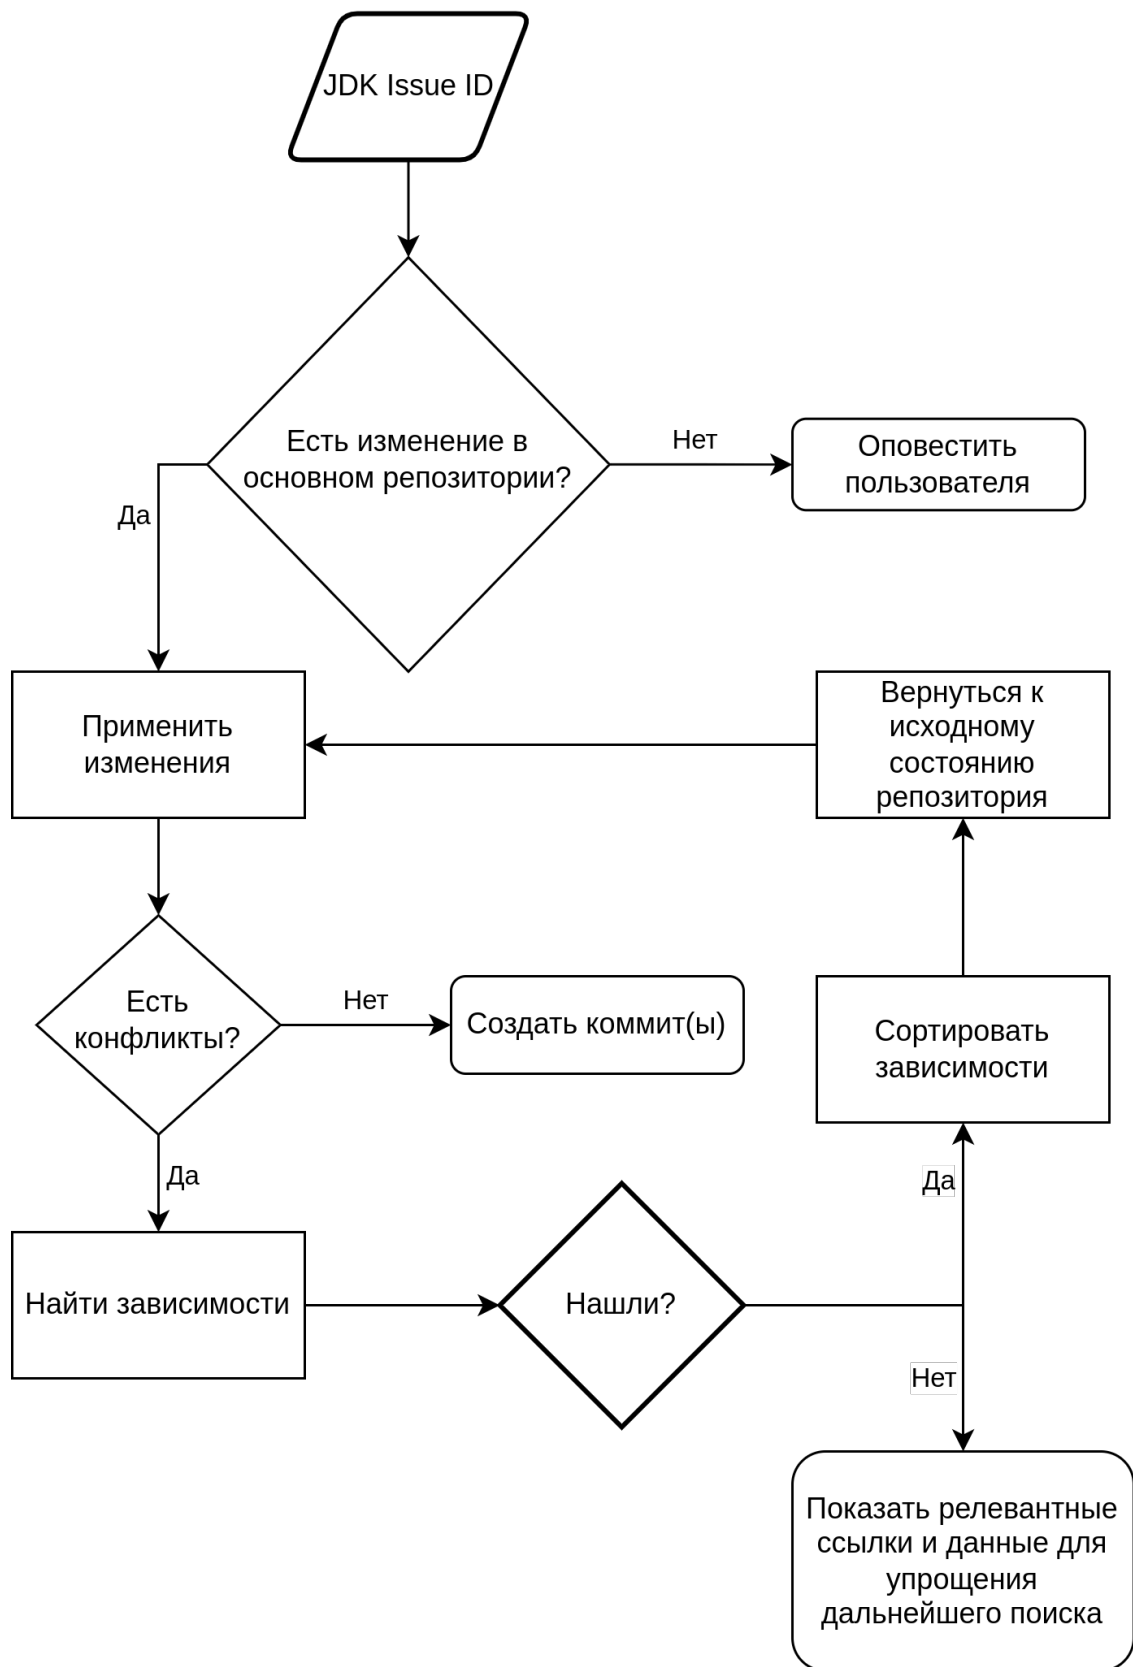 JDK Issue ID
Есть изменение в
основном репозитории?
Нет
Оповестить
пользователя
Да
Применить
изменения
Вернуться к
исходному
состоянию
репозитория
Есть
конфликты?
Нет
Создать коммит(ы)
Сортировать
зависимости
Да
Да
Найти зависимости
Нашли?
Нет
Показать релевантные
ссылки и данные для
упрощения
дальнейшего поиска